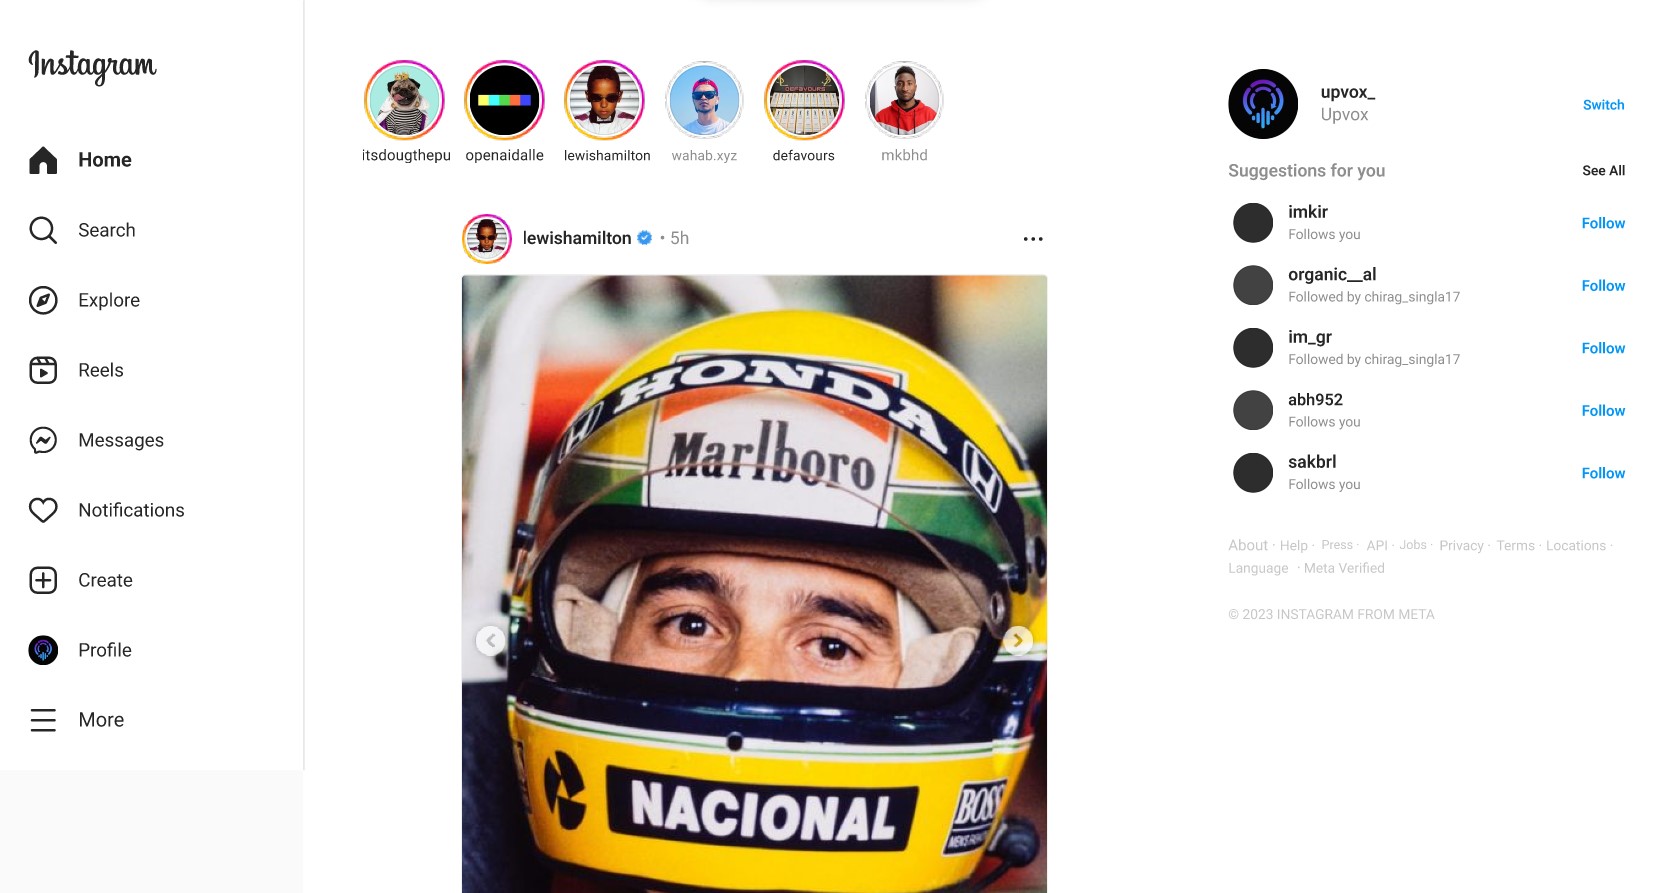 Instagram
Home
Search
Explore
Reels
Messages
Notifications
Create
Profile
More
itsdougthepu
openaidalle
lewishamilton
wahab.xyz
DEFAVOURS
defavours
mkbhd
lewishamilton • 5h
HONDA
Marlboro
NACIONAL
BOSS
MEN'S FASHION
upvox_
Upvox
Switch
Suggestions for you
See All
imkir
Follows you
Follow
organic__al
Followed by chirag_singla17
Follow
im_gr
Followed by chirag_singla17
Follow
abh952
Follows you
Follow
sakbrl
Follows you
Follow
About · Help · Press · API · Jobs · Privacy · Terms · Locations ·
Language · Meta Verified
© 2023 INSTAGRAM FROM META